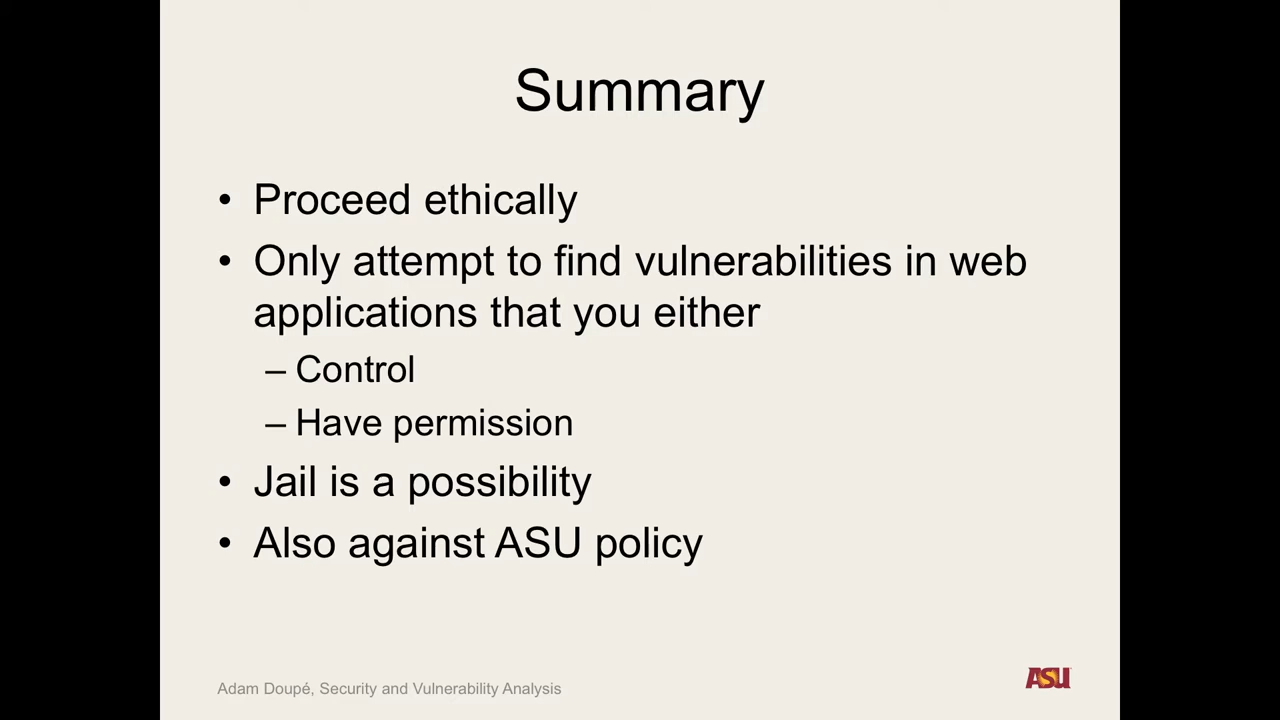 Summary
• Proceed ethically
• Only attempt to find vulnerabilities in web
applications that you either
– Control
– Have permission
• Jail is a possibility
• Also against ASU policy
Adam Doupé, Security and Vulnerability Analysis
ASU